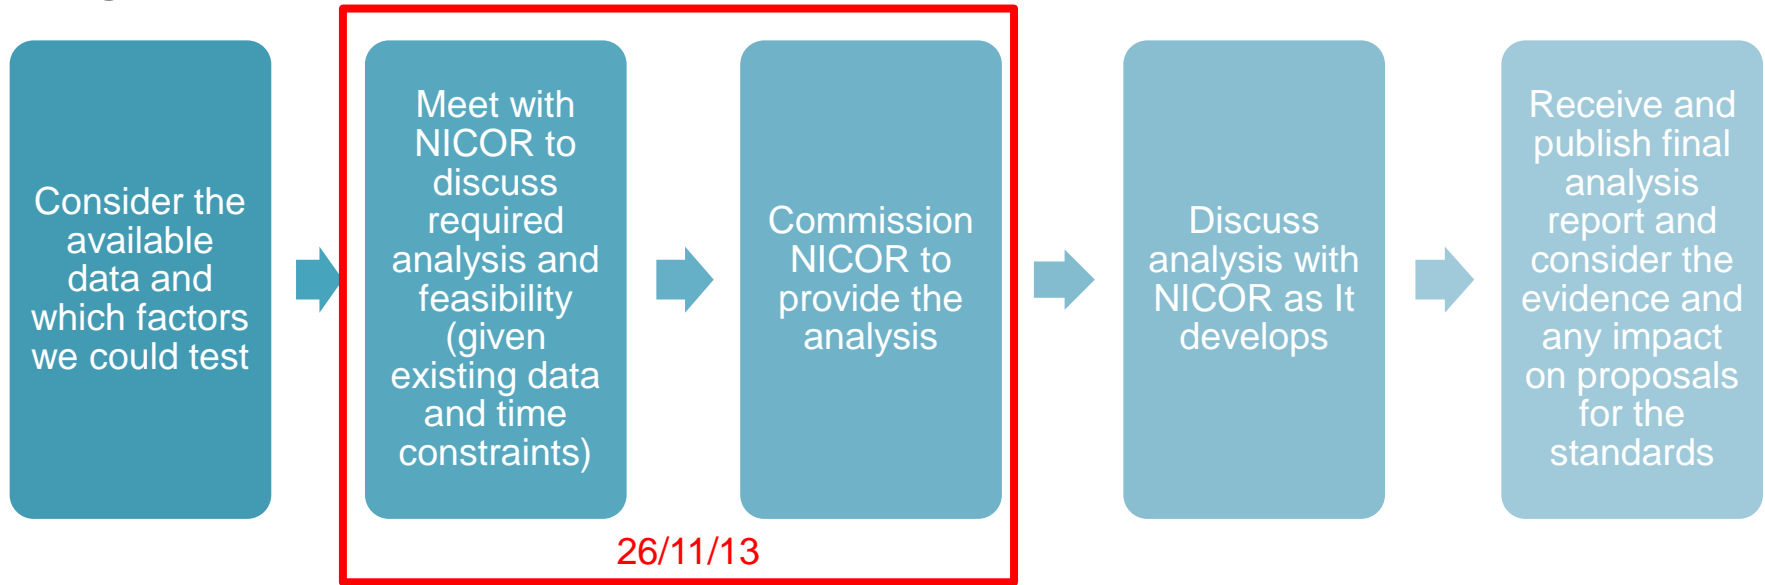 Consider the
available
data and
which factors
we could test
Meet with
NICOR to
discuss
required
analysis and
feasibility
(given
existing data
and time
constraints)
Commission
NICOR to
provide the
analysis
Discuss
analysis with
NICOR as It
develops
Receive and
publish final
analysis
report and
consider the
evidence and
any impact
on proposals
for the
standards
26/11/13